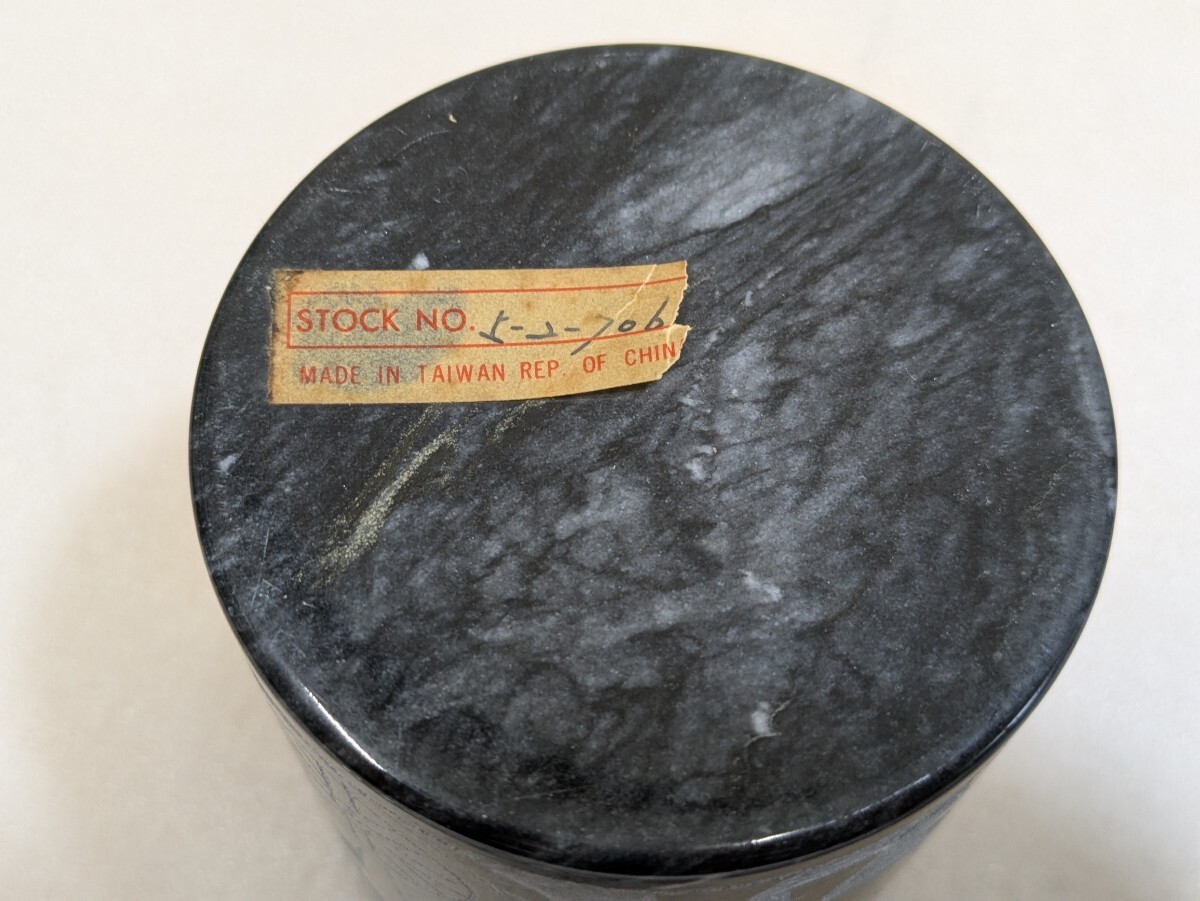 STOCK NO. 5-2-706
MADE IN TAIWAN REP. OF CHIN